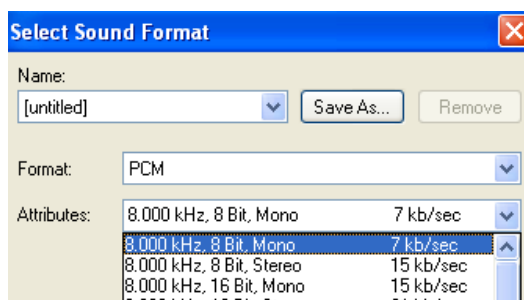 Select Sound Format
Name:
[untitled]
Save As...
Remove
Format:
PCM
Attributes:
8.000 kHz, 8 Bit, Mono 7 kb/sec
8.000 kHz, 8 Bit, Mono 7 kb/sec
8.000 kHz, 8 Bit, Stereo 15 kb/sec
8.000 kHz, 16 Bit, Mono 15 kb/sec